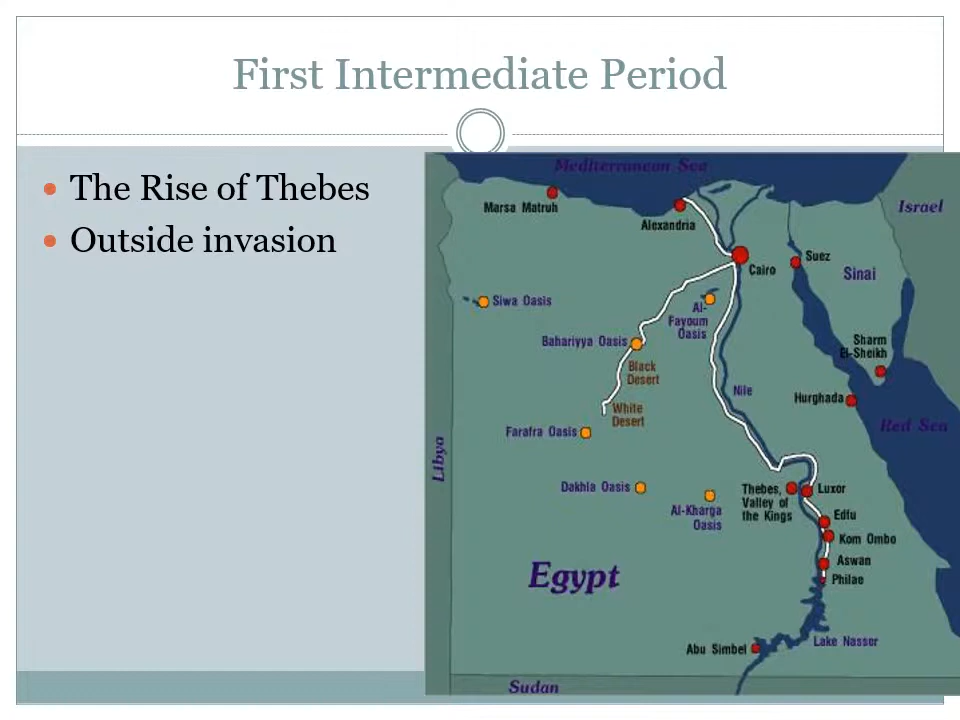 First Intermediate Period
The Rise of Thebes
Outside invasion
Mediterranean Sea
Marsa Matruh
Alexandria
Israel
Cairo
Suez
Sinai
Siwa Oasis
Al-
Fayoum
Oasis
Bahariyya Oasis
Sharm
El-Sheikh
Black
Desert
Nile
Hurghada
White
Desert
Red Sea
Farafra Oasis
Libya
Dakhla Oasis
Thebes,
Valley of
the Kings
Luxor
Al-Kharga
Oasis
Edfu
Kom Ombo
Aswan
Egypt
Philae
Lake Nasser
Abu Simbel
Sudan